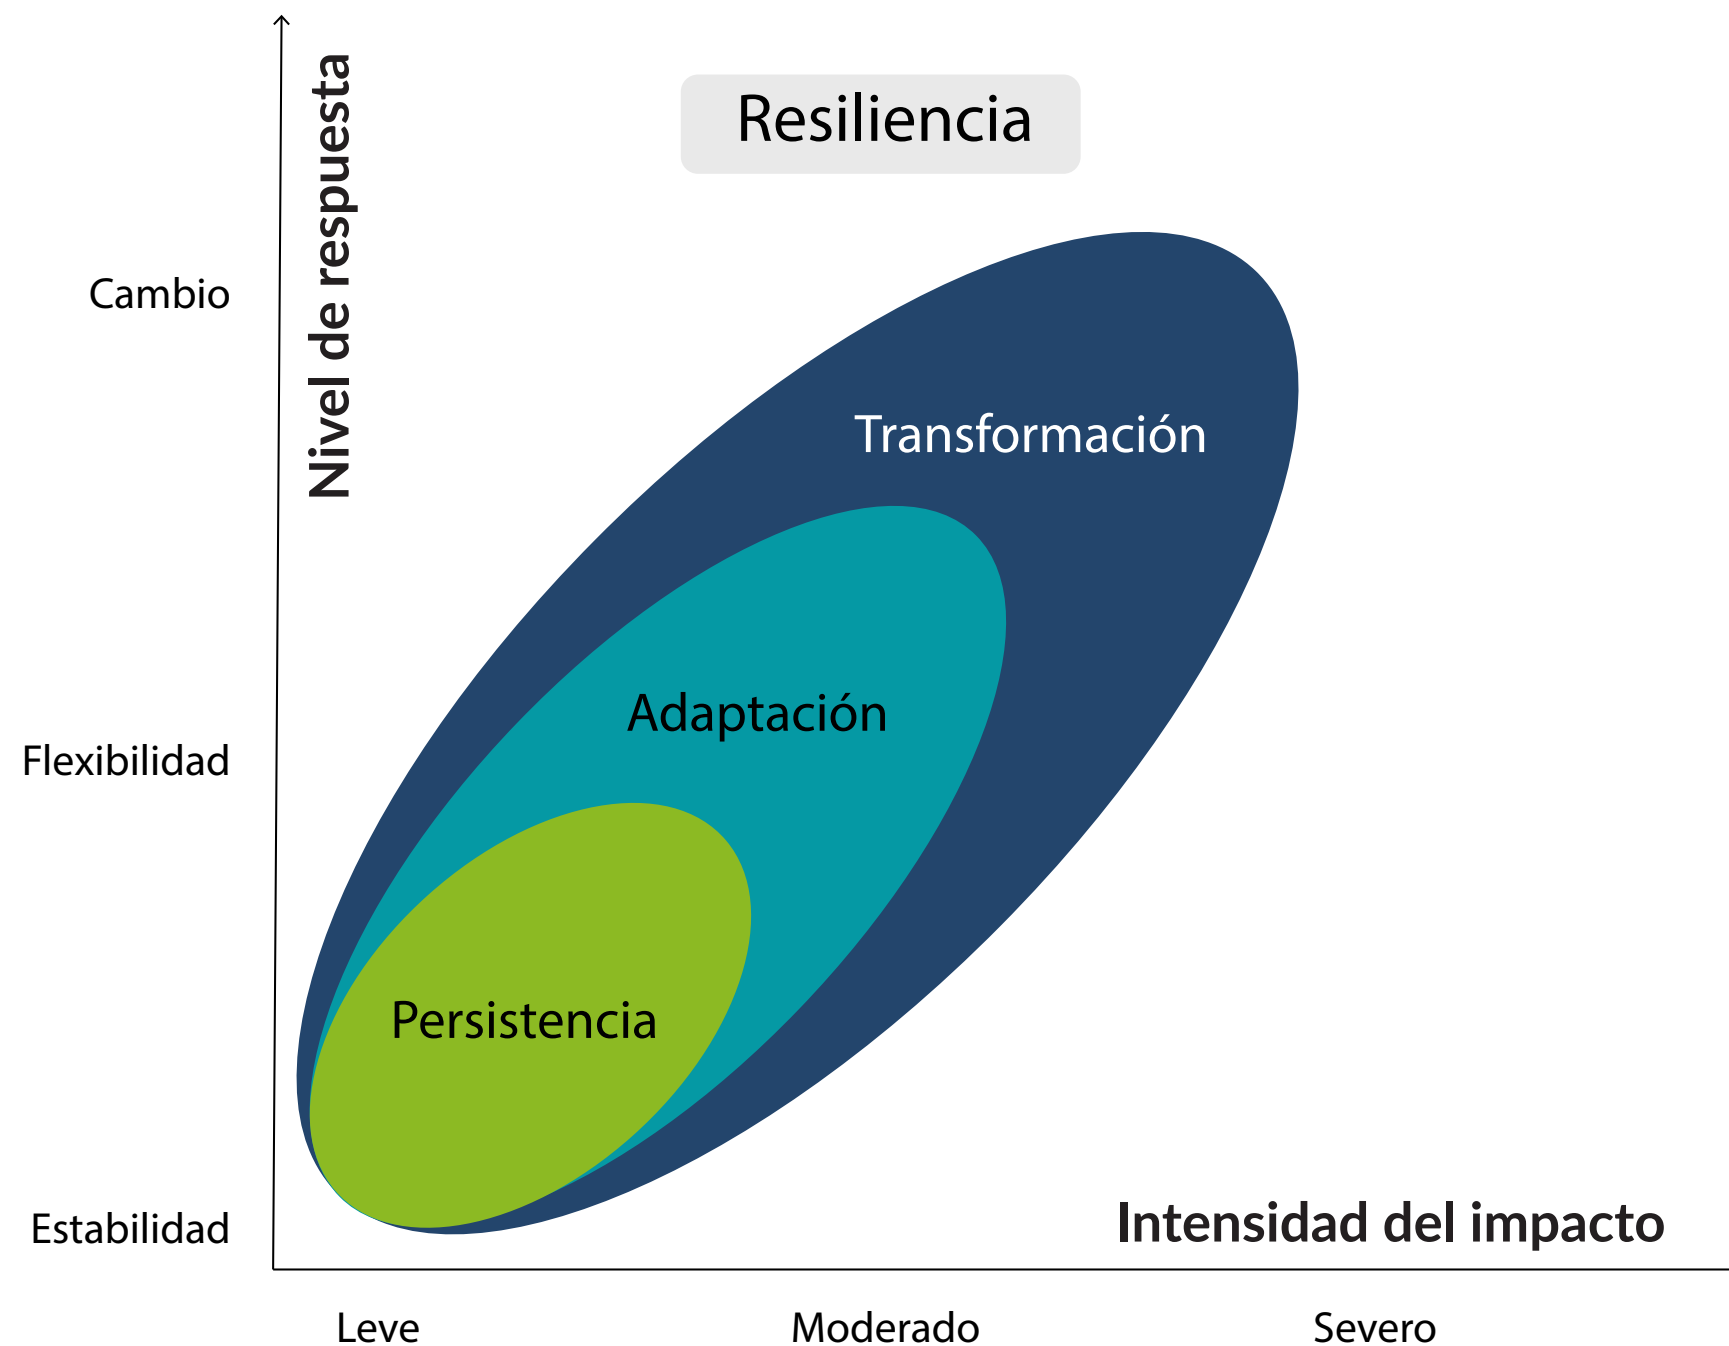 Resiliencia
Nivel de respuesta
Cambio
Transformación
Adaptación
Flexibilidad
Persistencia
Estabilidad
Intensidad del impacto
Leve
Moderado
Severo